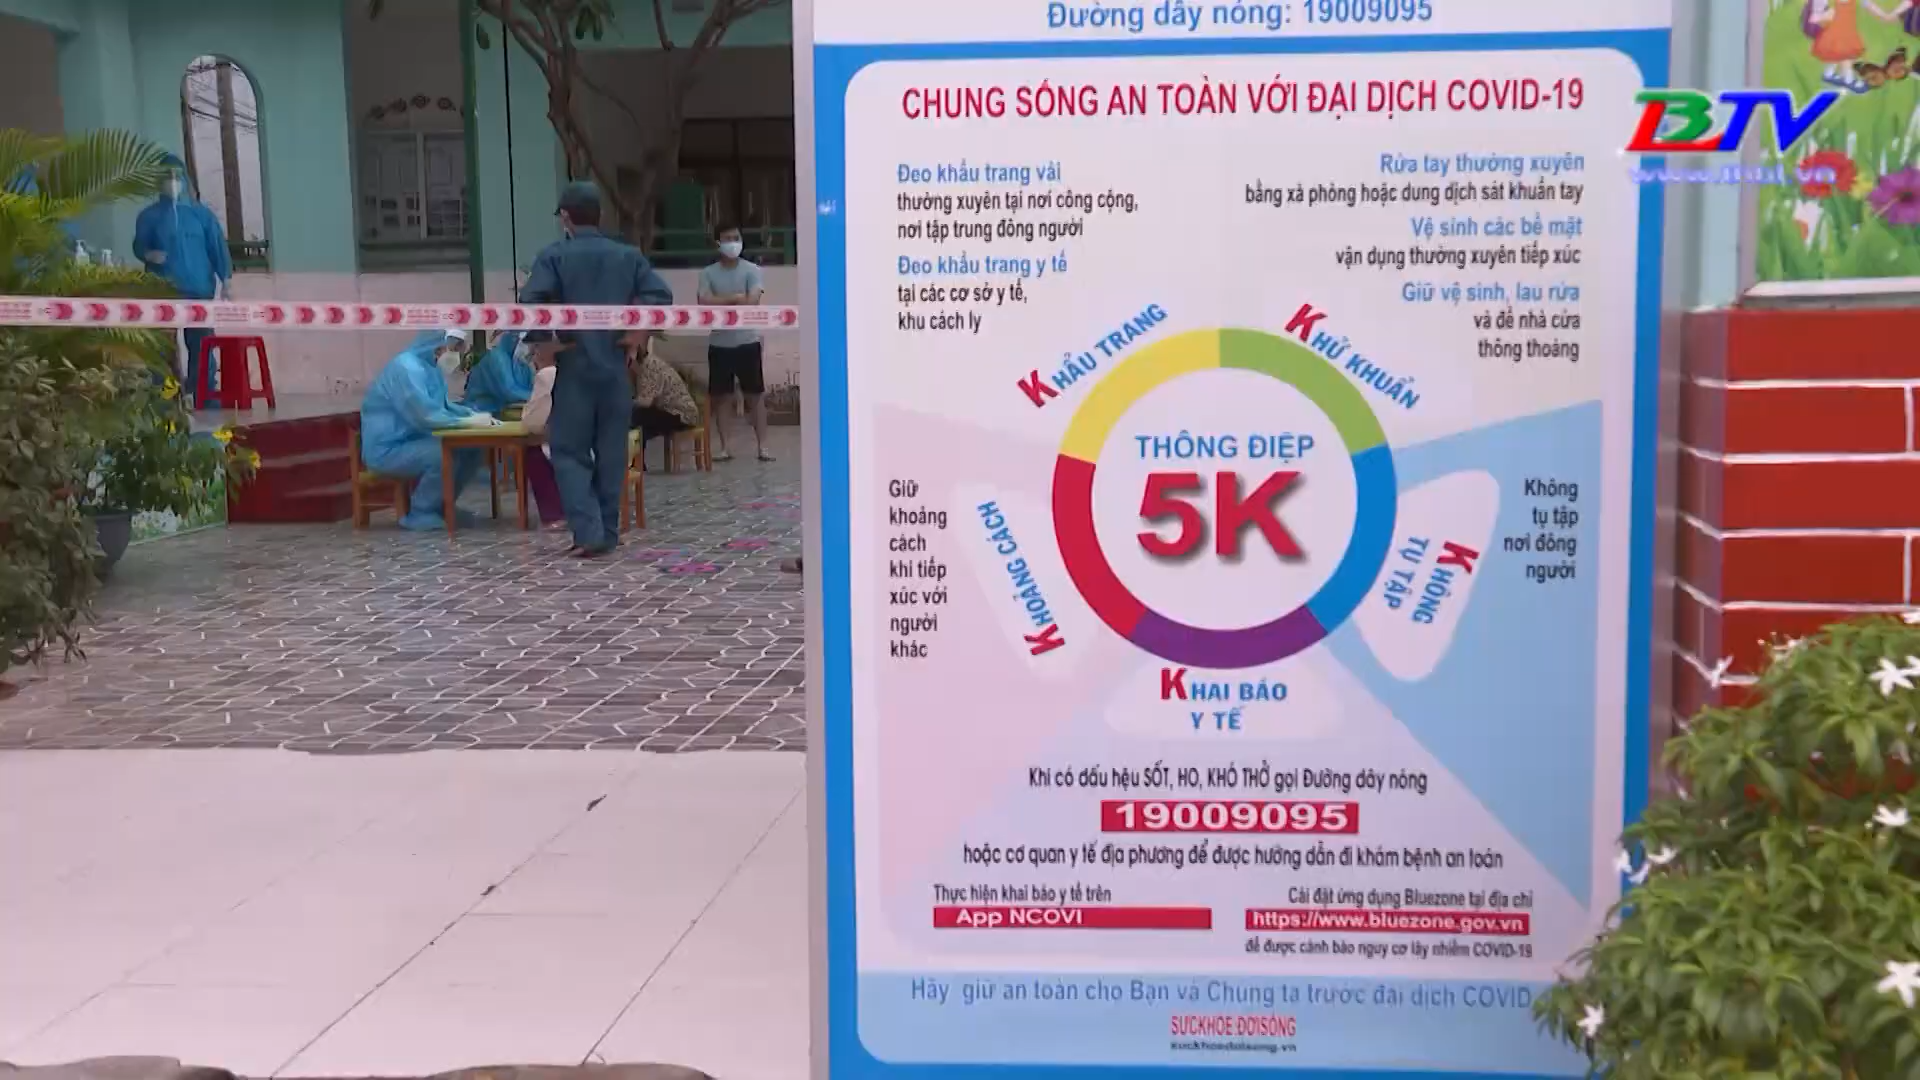 Đường dây nóng: 19009095
CHUNG SỐNG AN TOÀN VỚI ĐẠI DỊCH COVID-19
BTV
Đeo khẩu trang vải
thường xuyên tại nơi công cộng,
nơi tập trung đông người
Đeo khẩu trang y tế
tại các cơ sở y tế,
khu cách ly
Rửa tay thường xuyên
bằng xà phòng hoặc dung dịch sát khuẩn tay
Vệ sinh các bề mặt
vận dụng thường xuyên tiếp xúc
Giữ vệ sinh, lau rửa
và để nhà cửa
thông thoáng
KHẨU TRANG
KHỬ KHUẨN
THÔNG ĐIỆP
5K
Giữ
khoảng
cách
khi tiếp
xúc với
người
khác
KHOẢNG CÁCH
KHÔNG
TỤ TẬP
Không
tụ tập
nơi đông
người
KHAI BÁO
Y TẾ
Khi có dấu hệu SỐT, HO, KHÓ THỞ gọi Đường dây nóng
19009095
hoặc cơ quan y tế địa phương để được hướng dẫn đi khám bệnh an toàn
Thực hiện khai báo y tế trên
App NCOVI
Cài đặt ứng dụng Bluezone tại địa chỉ
https://www.bluezone.gov.vn
để được cảnh báo nguy cơ lây nhiễm COVID-19
Hãy giữ an toàn cho Bạn và Chúng ta trước đại dịch COVID
SỨCKHOẺĐỜISỐNG
suckhoedoisong.vn